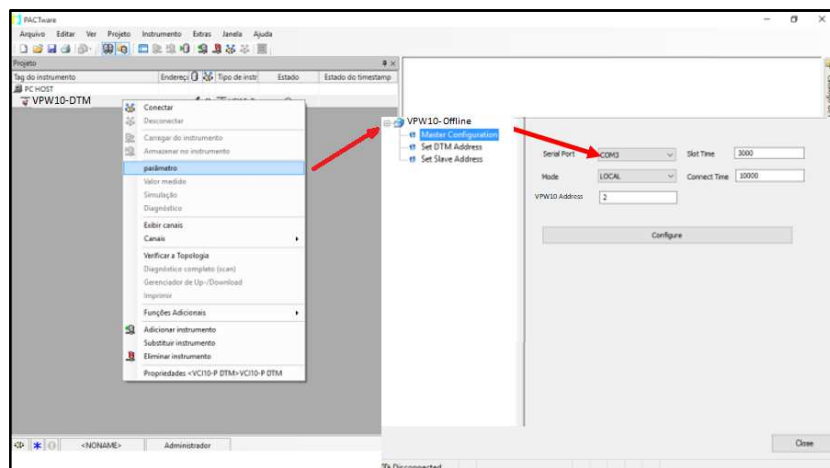 PACTware
Arquivo Editar Ver Projeto Instrumento Extras Janela Ajuda
Projeto
Tag do instrumento Endereç Tipo de instr Estado Estado do timestamp
PC HOST
VPW10-DTM
Conectar
Desconectar
Carregar do instrumento
Armazenar no instrumento
parâmetro
Valor medido
Simulação
Diagnóstico
Exibir canais
Canais
Verificar a Topologia
Diagnóstico completo (scan)
Gerenciador de Up-/Download
Imprimir
Funções Adicionais
Adicionar instrumento
Substituir instrumento
Eliminar instrumento
Propriedades <VCI10-P DTM>VCI10-P DTM
VPW10-Offline
Master Configuration
Set DTM Address
Set Slave Address
Serial Port COM3 Slot Time 3000
Mode LOCAL Connect Time 10000
VPW10 Address 2
Configure
Close
<NONAME> Administrador
Disconnected